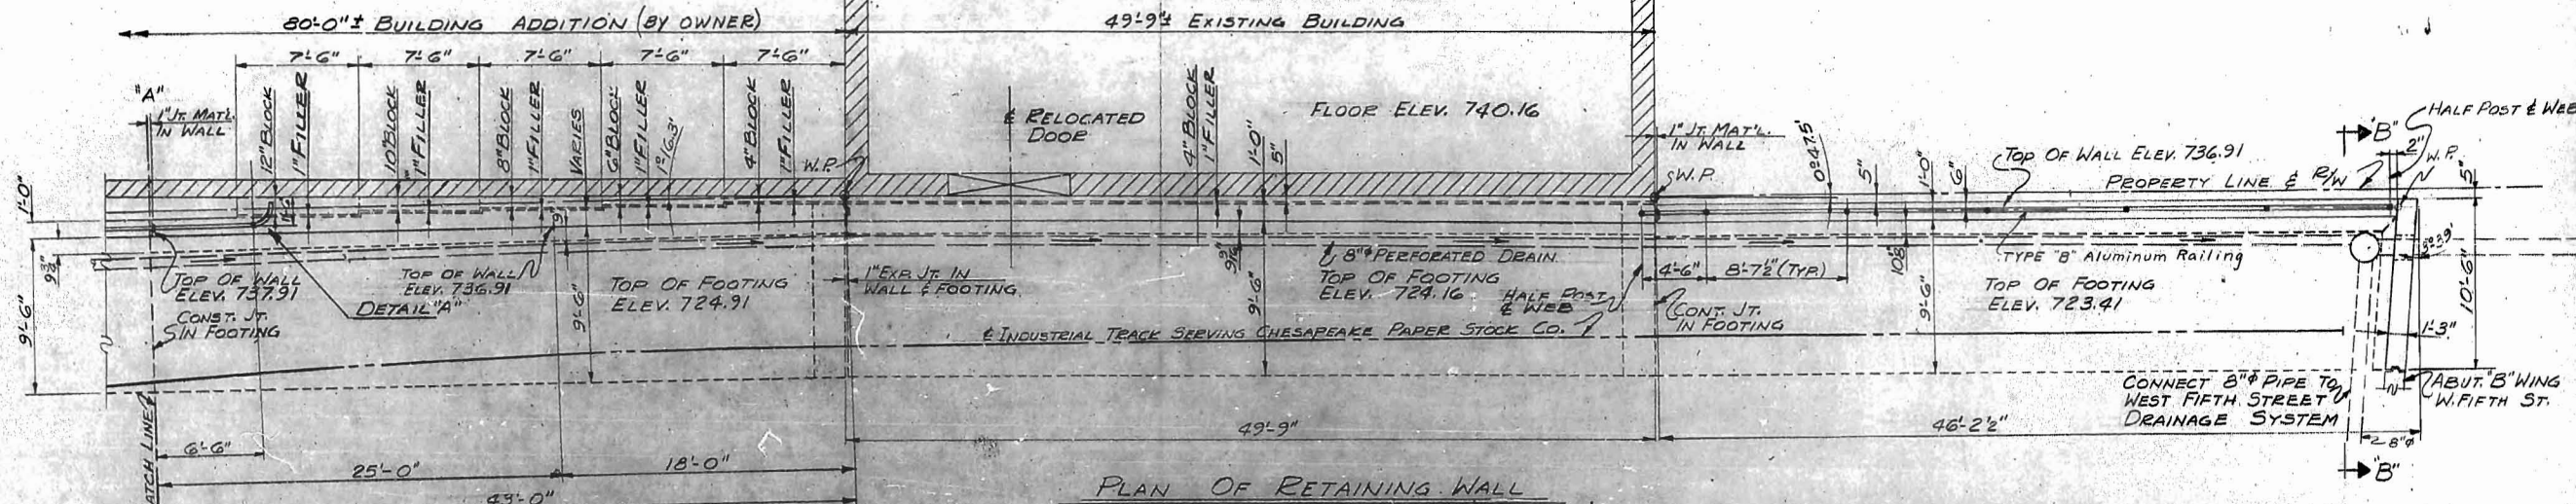 80'-0"± BUILDING ADDITION (BY OWNER)
49'-9"± EXISTING BUILDING
7'-6"
7'-6"
7'-6"
7'-6"
7'-6"
"A"
1" JT. MAT'L.
IN WALL
12" BLOCK
1" FILLER
10" BLOCK
1" FILLER
8" BLOCK
1" FILLER
VARIES
6" BLOCK
1" FILLER
1°16.3'
4" BLOCK
1" FILLER
W.P.
℄ RELOCATED
DOOR
4" BLOCK
1" FILLER
1'-0"
5"
FLOOR ELEV. 740.16
1" JT. MAT'L.
IN WALL
W.P.
0°47.5'
5"
1'-0"
6"
TOP OF WALL ELEV. 736.91
PROPERTY LINE & R/W
"B"
HALF POST & WEB
2"
W.P.
5"
1'-0"
9'-6"
TOP OF WALL
ELEV. 737.91
CONST. JT.
IN FOOTING
DETAIL "A"
TOP OF WALL
ELEV. 736.91
9'-6"
TOP OF FOOTING
ELEV. 724.91
1" EXP. JT. IN
WALL & FOOTING
℄ 8"φ PERFORATED DRAIN
TOP OF FOOTING
ELEV. 724.16
9'-6"
HALF POST
& WEB
4'-6"
8'-7½" (TYP.)
CONT. JT.
IN FOOTING
TYPE "B" Aluminum Railing
9'-6"
TOP OF FOOTING
ELEV. 723.41
10'-6"
1'-3"
℄ INDUSTRIAL TRACK SERVING CHESAPEAKE PAPER STOCK CO.
CONNECT 8"φ PIPE TO
WEST FIFTH STREET
DRAINAGE SYSTEM
ABUT. "B" WING
W. FIFTH ST.
8"φ
"B"
ATCH LINE
6'-6"
25'-0"
18'-0"
43'-0"
49'-9"
46'-2½"
PLAN OF RETAINING WALL